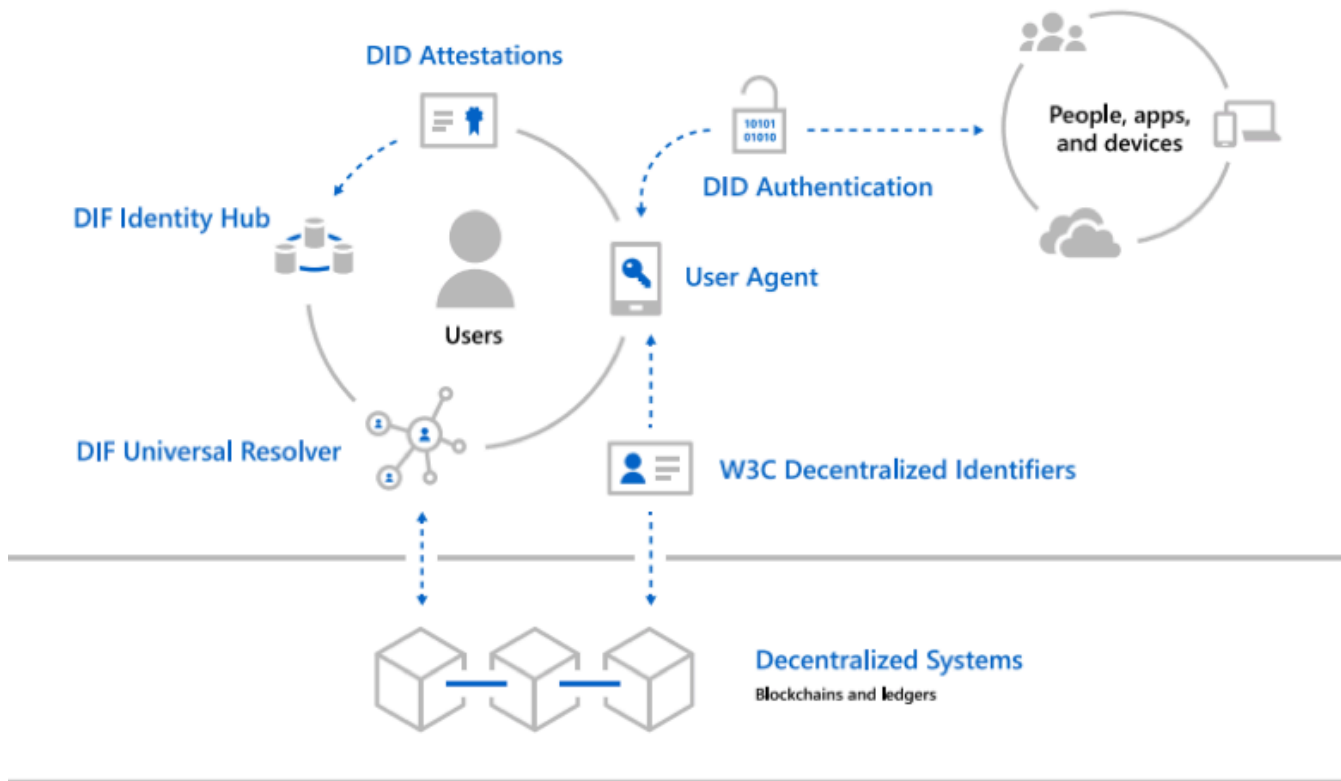 DID Attestations
10101
01010
People, apps,
and devices
DID Authentication
DIF Identity Hub
User Agent
Users
DIF Universal Resolver
W3C Decentralized Identifiers
Decentralized Systems
Blockchains and ledgers